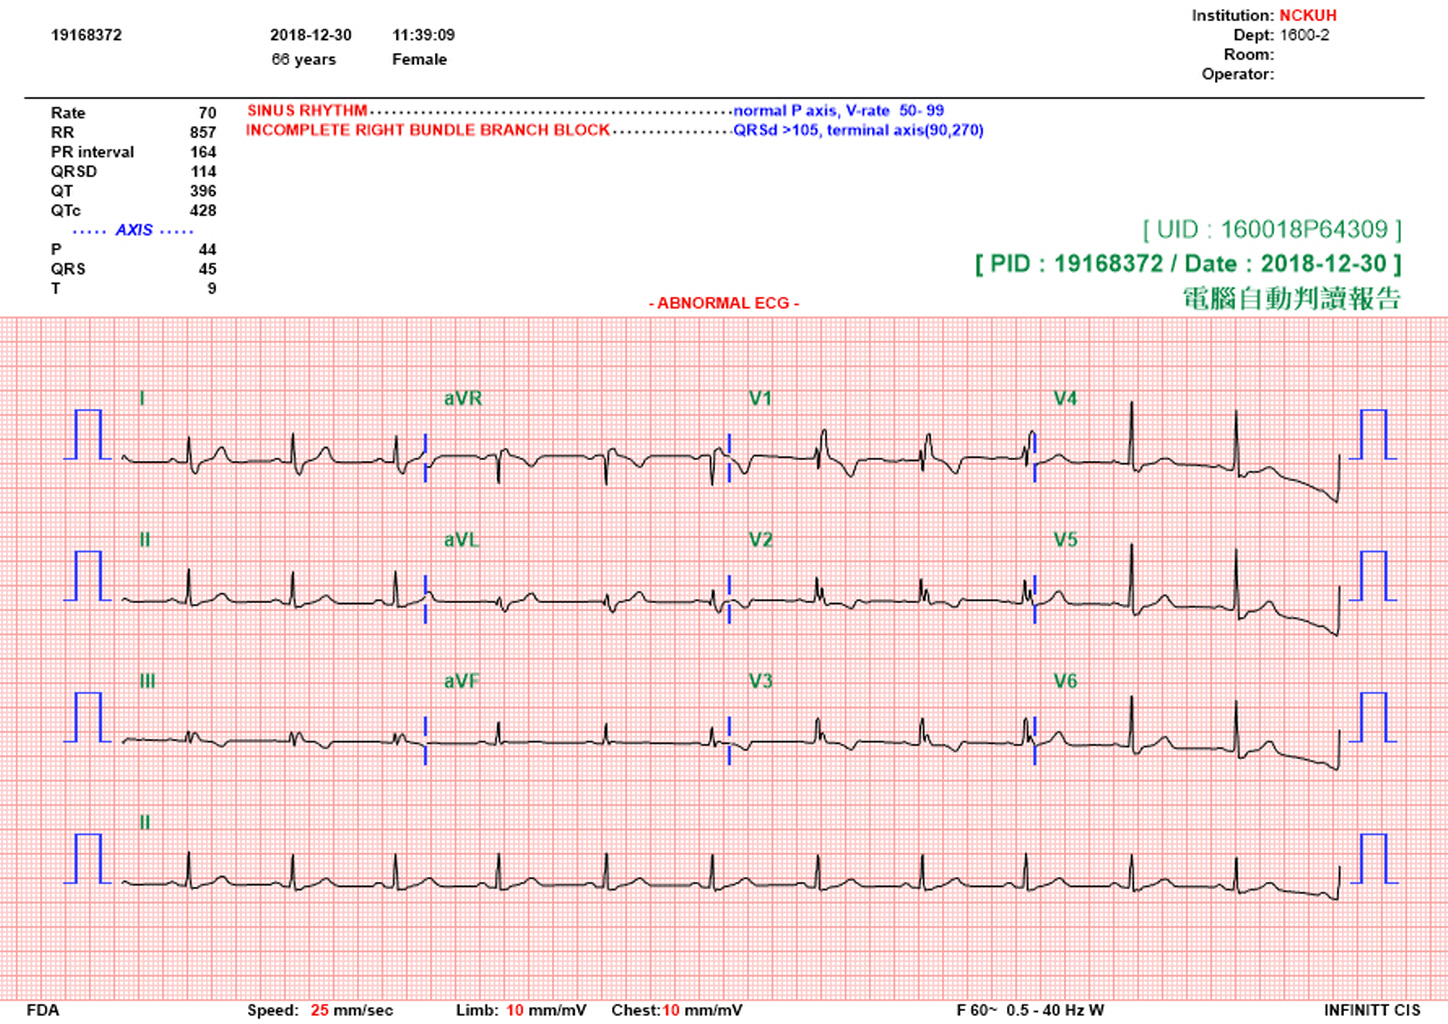 Institution: NCKUH
19168372 2018-12-30 11:39:09 Dept: 1600-2
66 years Female Room:
Operator:
Rate 70 SINUS RHYTHM normal P axis, V-rate 50- 99
RR 857 INCOMPLETE RIGHT BUNDLE BRANCH BLOCK QRSd >105, terminal axis(90,270)
PR interval 164
QRSD 114
QT 396
QTc 428
..... AXIS .....
P 44
QRS 45
T 9
[ UID : 160018P64309 ]
[ PID : 19168372 / Date : 2018-12-30 ]
電腦自動判讀報告
- ABNORMAL ECG -
I aVR V1 V4
II aVL V2 V5
III aVF V3 V6
II
FDA Speed: 25 mm/sec Limb: 10 mm/mV Chest:10 mm/mV F 60~ 0.5 - 40 Hz W INFINITT CIS